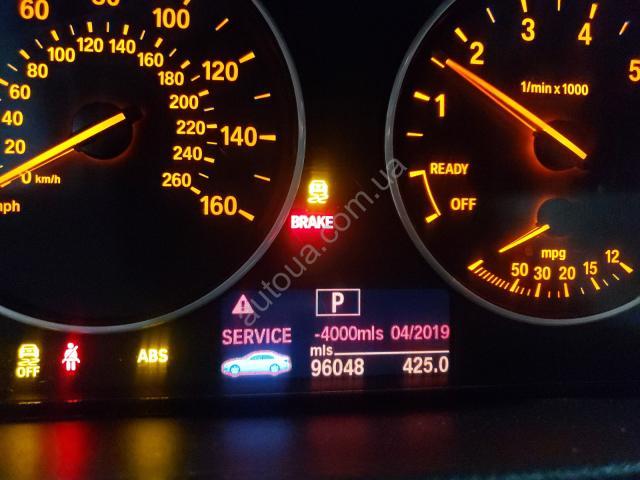 60
80
100
120
140
160
60
40
20
0 km/h
mph
80
100
120
140
160
180
200
220
240
260
1
2
3
4
5
1/min x 1000
READY
OFF
mpg
50 30 20 15 12
BRAKE
P
SERVICE -4000mls 04/2019
mls
96048 425.0
OFF
ABS
autoua.com.ua